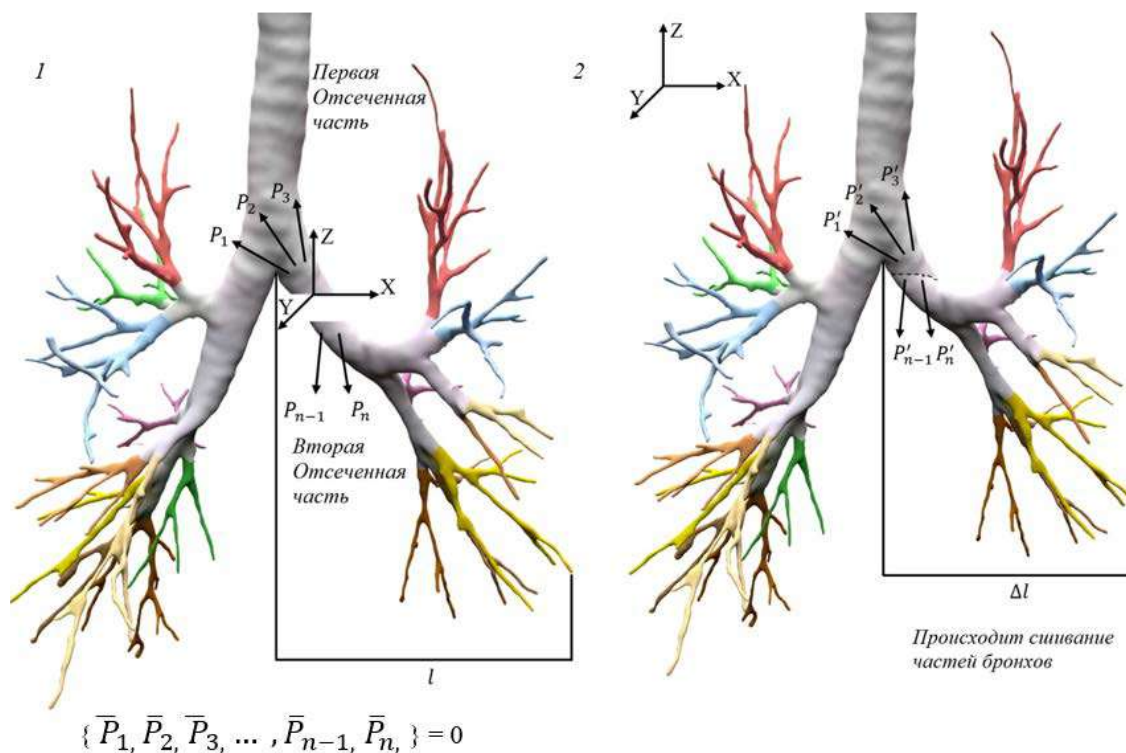 1
Первая
Отсеченная
часть
P₁
P₂
P₃
Z
X
Y
Pₙ₋₁
Pₙ
Вторая
Отсеченная
часть
l
{ P̅₁, P̅₂, P̅₃, ... , P̅ₙ₋₁, P̅ₙ, } = 0
2
Z
X
Y
P′₁
P′₂
P′₃
P′ₙ₋₁
P′ₙ
Δl
Происходит сшивание
частей бронхов